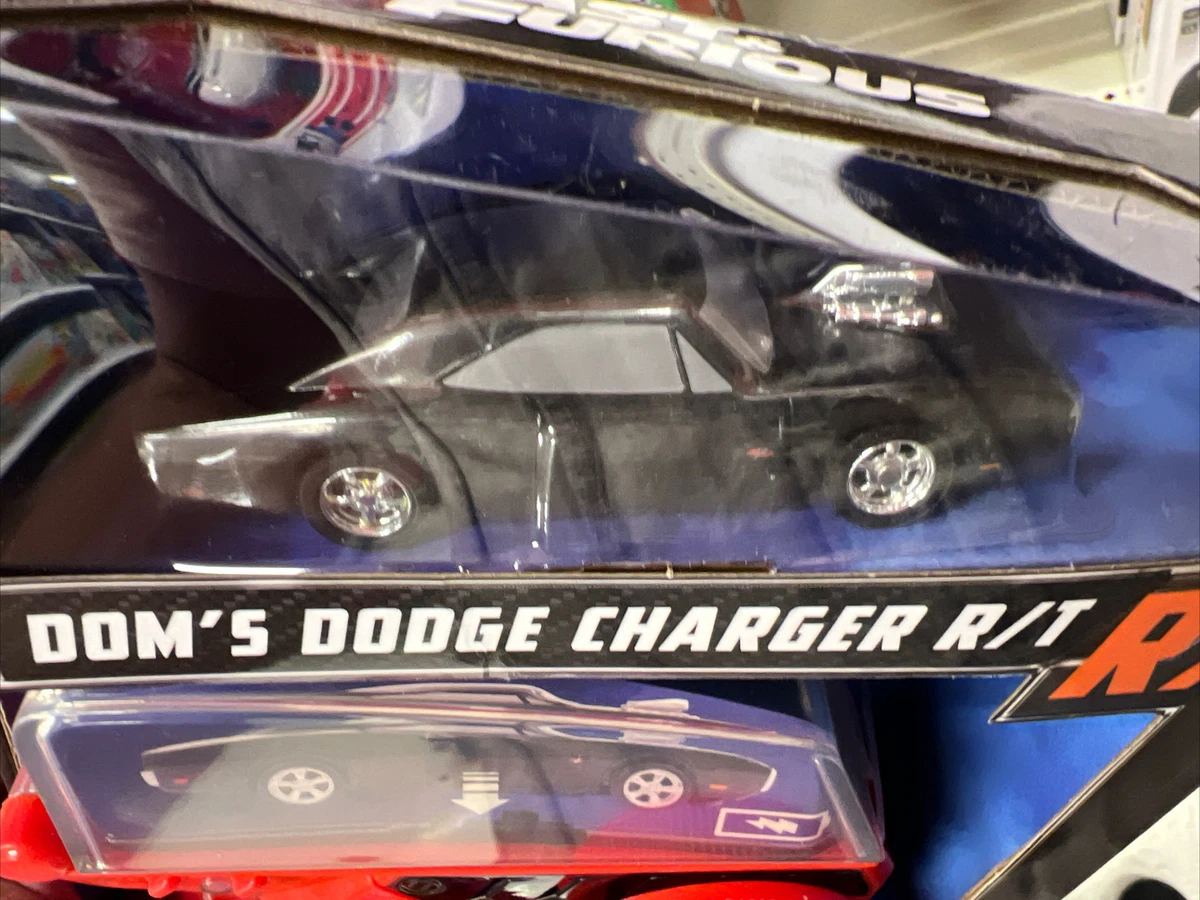 FURIOUS
DOM'S DODGE CHARGER R/T